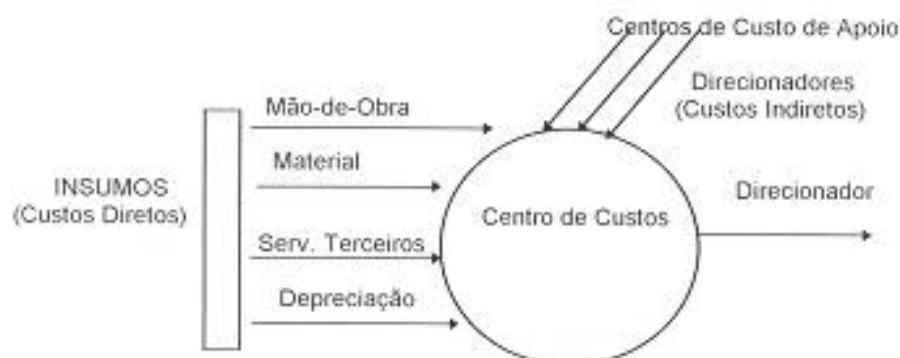 Centros de Custo de Apoio
Direcionadores
(Custos Indiretos)
Mão-de-Obra
Material
INSUMOS
(Custos Diretos)
Serv. Terceiros
Depreciação
Centro de Custos
Direcionador